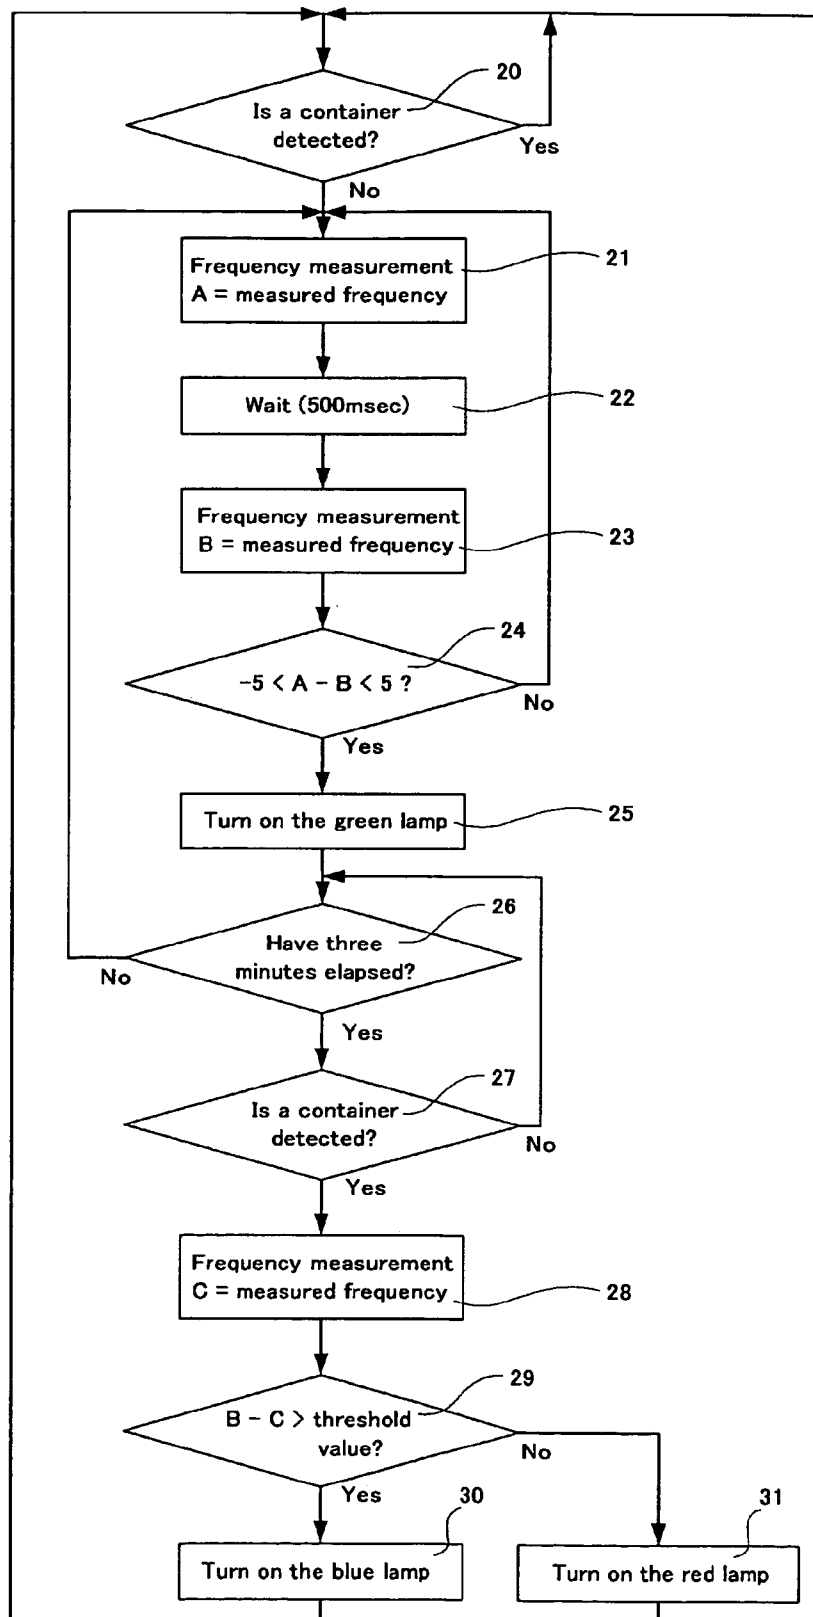 20
Is a container
detected?
Yes
No
Frequency measurement
A = measured frequency
21
Wait (500msec)
22
Frequency measurement
B = measured frequency
23
24
-5 < A - B < 5 ?
No
Yes
Turn on the green lamp
25
26
Have three
minutes elapsed?
No
Yes
27
Is a container
detected?
No
Yes
Frequency measurement
C = measured frequency
28
29
B - C > threshold
value?
No
Yes
30
31
Turn on the blue lamp
Turn on the red lamp